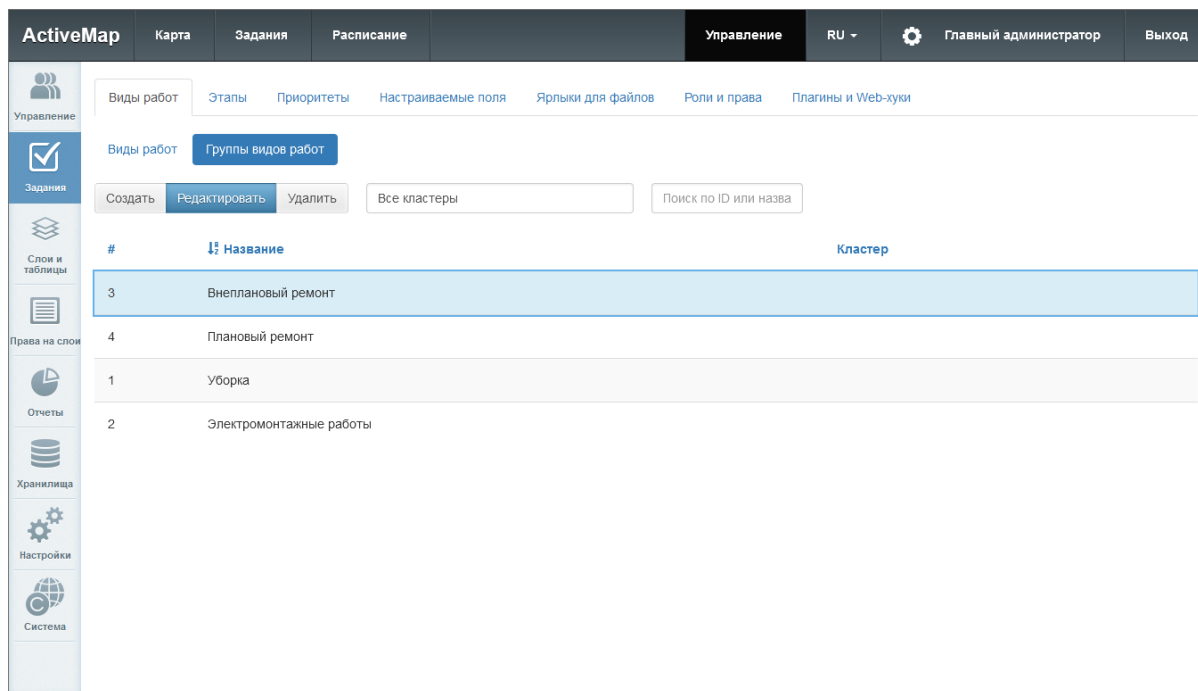 ActiveMap Карта Задания Расписание Управление RU Главный администратор Выход
Управление
Задания
Слои и таблицы
Права на слои
Отчеты
Хранилища
Настройки
Система
Виды работ Этапы Приоритеты Настраиваемые поля Ярлыки для файлов Роли и права Плагины и Web-хуки
Виды работ Группы видов работ
Создать Редактировать Удалить Все кластеры Поиск по ID или назва
# Название Кластер
3 Внеплановый ремонт
4 Плановый ремонт
1 Уборка
2 Электромонтажные работы